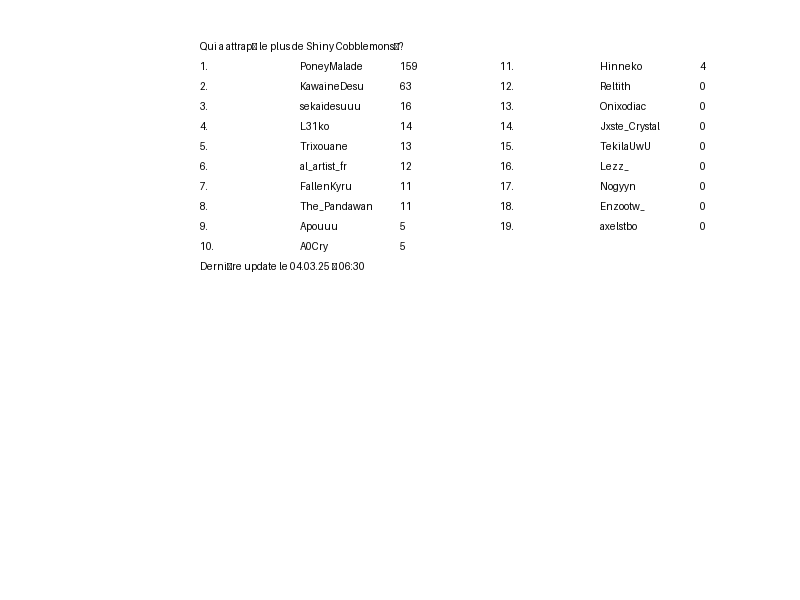 Qui a attrap▯ le plus de Shiny Cobblemons▯?
1. PoneyMalade 159 11. Hinneko 4
2. KawaineDesu 63 12. Reltith 0
3. sekaidesuuu 16 13. Onixodiac 0
4. L31ko 14 14. Jxste_Crystal 0
5. Trixouane 13 15. TekilaUwU 0
6. al_artist_fr 12 16. Lezz_ 0
7. FallenKyru 11 17. Nogyyn 0
8. The_Pandawan 11 18. Enzootw_ 0
9. Apouuu 5 19. axelstbo 0
10. A0Cry 5
Derni▯re update le 04.03.25 ▯ 06:30